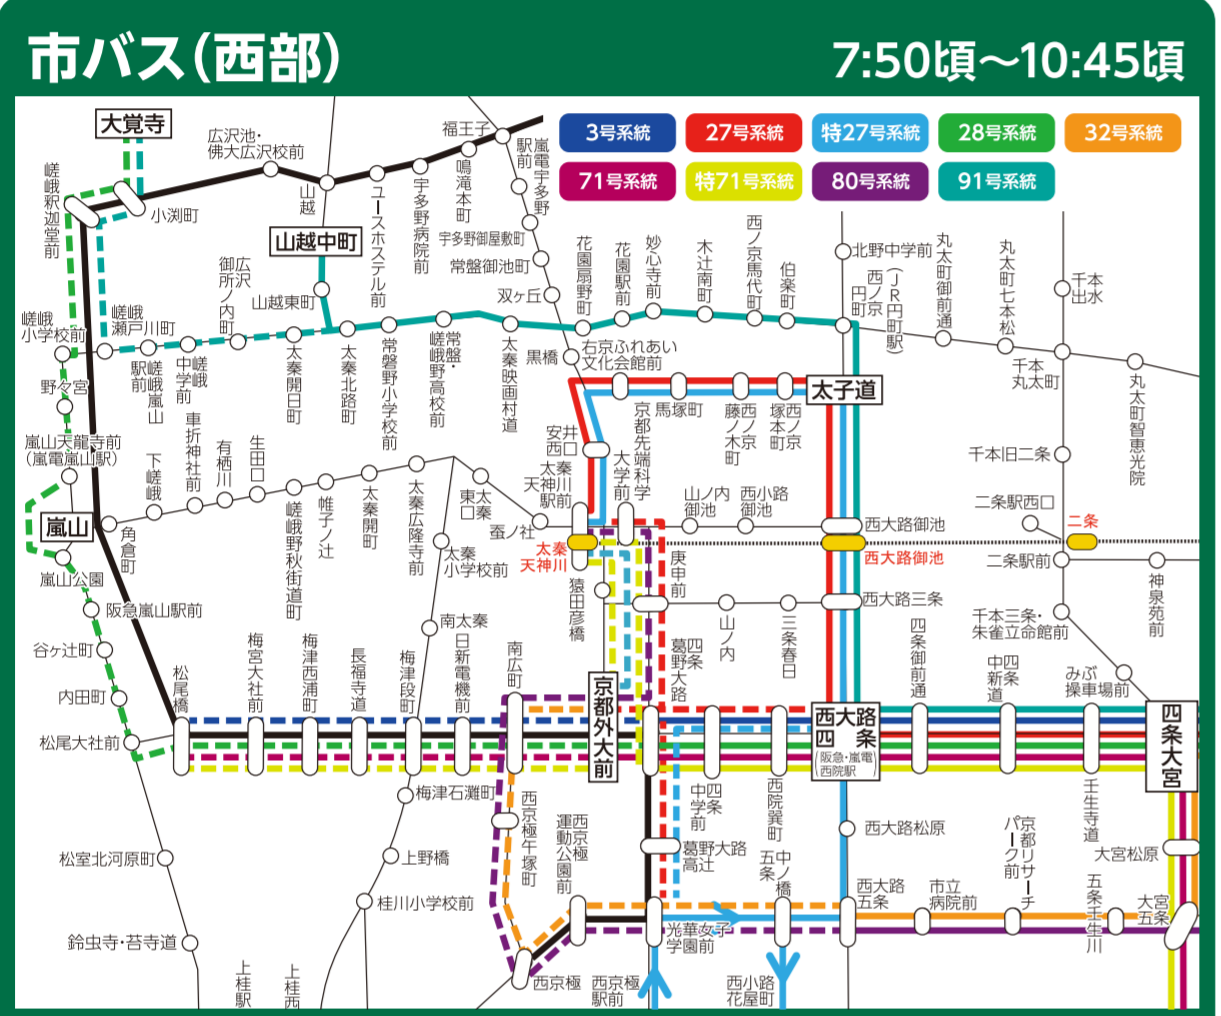 市バス(西部)
7:50頃〜10:45頃
3号系統
27号系統
特27号系統
28号系統
32号系統
71号系統
特71号系統
80号系統
91号系統
大覚寺
広沢池・
佛大広沢校前
福王子
嵐電宇多野
駅前
嵯峨釈迦堂前
小渕町
山越
ユースホステル前
宇多野病院前
鳴滝本町
宇多野御屋敷町
常盤御池町
双ヶ丘
山越中町
広沢
御所ノ内町
山越東町
花園扇野町
花園駅前
妙心寺前
木辻南町
西ノ京馬代町
伯楽町
北野中学前
西ノ京
円町
(JR円町駅)
丸太町御前通
丸太町七本松
千本
出水
嵯峨
小学校前
嵯峨
瀬戸川町
嵯峨嵐山
駅前
嵯峨
中学前
太秦開日町
太秦北路町
常磐野小学校前
常盤・
嵯峨野高校前
太秦映画村道
黒橋
右京ふれあい
文化会館前
千本
丸太町
丸太町智恵光院
野々宮
太子道
嵐山天龍寺前
(嵐電嵐山駅)
下嵯峨
車折神社前
有栖川
生田口
安井
西口
京都先端科学
大学前
馬塚町
西ノ京
藤ノ木町
西ノ京
塚本町
千本旧二条
嵐山
角倉町
嵯峨野秋街道町
帷子ノ辻
太秦開町
太秦広隆寺前
東太秦
口
太秦
天神川
駅前
蚕ノ社
山ノ内
御池
西小路
御池
西大路御池
二条駅西口
二条
太秦
天神川
西大路御池
二条駅前
神泉苑前
嵐山公園
太秦
小学校前
猿田彦橋
庚申前
阪急嵐山駅前
南太秦
山ノ内
三条春日
西大路三条
千本三条・
朱雀立命館前
谷ヶ辻町
内田町
松尾橋
梅宮大社前
梅津西浦町
長福寺道
梅津段町
日新電機前
南広町
京都外大前
四条
葛野大路
四条御前通
四条
中新道
みぶ
操車場前
松尾大社前
西大路
四条
(阪急・嵐電
西院駅)
四条大宮
梅津石灘町
西京極午塚町
西京極
運動公園前
四条
中学前
西院巽町
壬生寺道
松室北河原町
上野橋
葛野大路
高辻
中ノ橋
五条
西大路松原
京都リサーチ
パーク前
大宮松原
桂川小学校前
西大路
五条
市立
病院前
五条壬生川
大宮
五条
鈴虫寺・苔寺道
光華女子
学園前
上桂駅
上桂西
西京極
西京極
駅前
西小路
花屋町